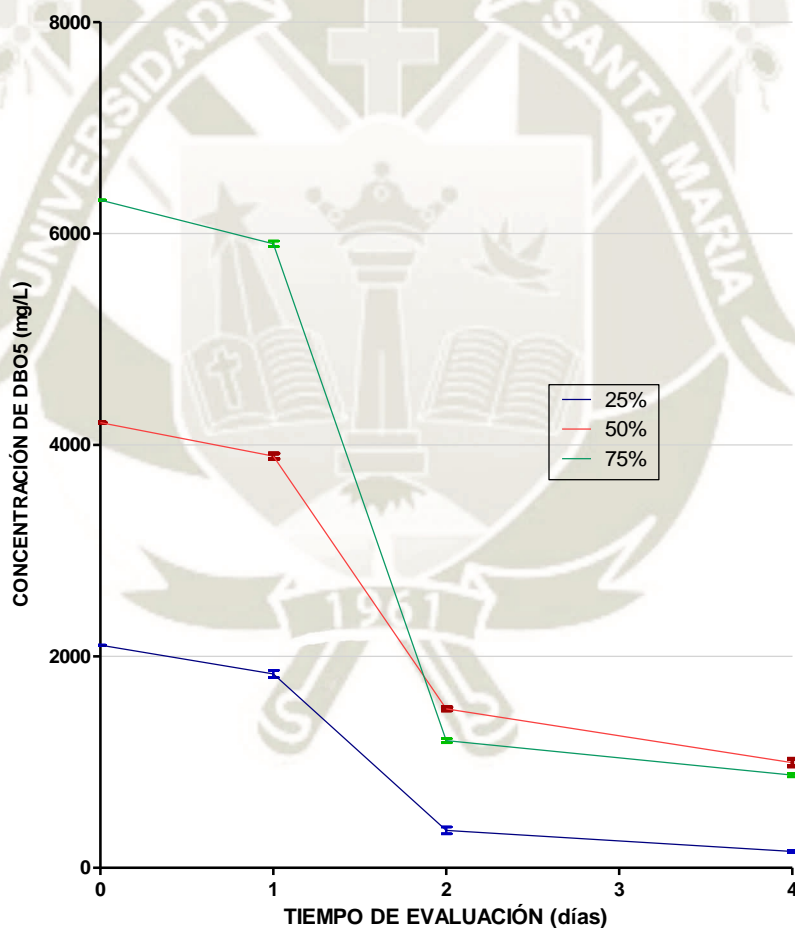 UNIVERSIDAD
SANTA MARIA
1961
CONCENTRACIÓN DE DBO5 (mg/L)
8000
6000
4000
2000
0
25%
50%
75%
0 1 2 3 4
TIEMPO DE EVALUACIÓN (días)